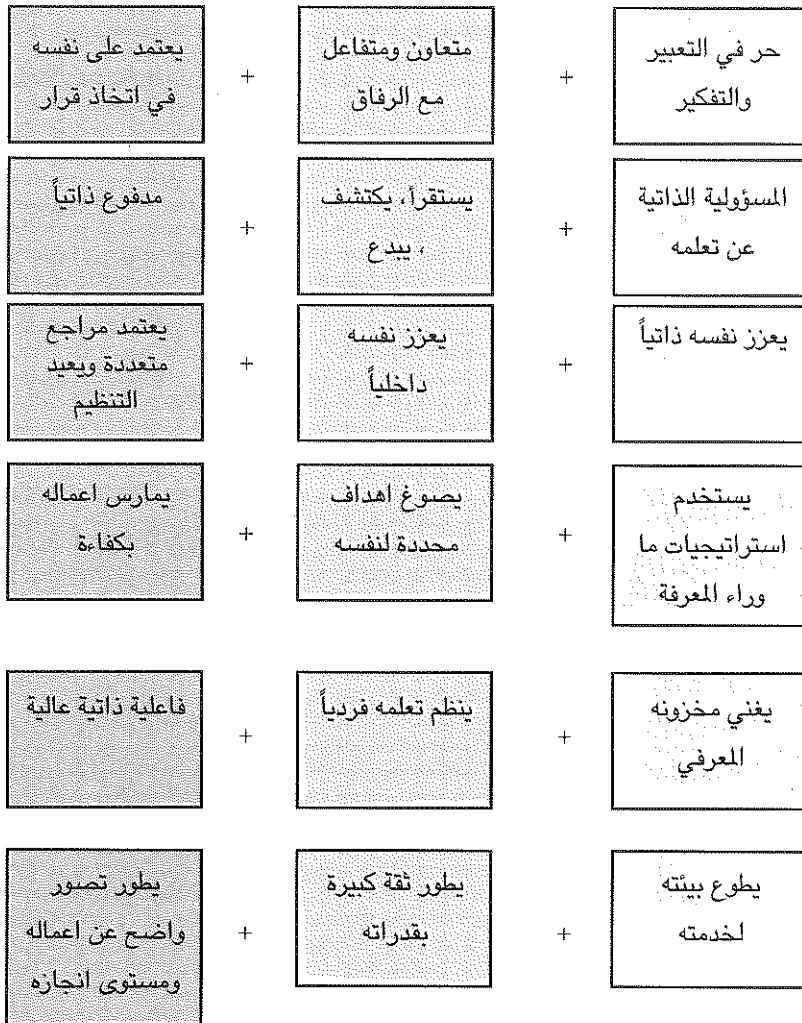 حر في التعبير
والتفكير
+
متعاون ومتفاعل
مع الرفاق
+
يعتمد على نفسه
في اتخاذ قرار
المسؤولية الذاتية
عن تعلمه
+
يستقرأ، يكتشف
، يبدع
+
مدفوع ذاتياً
يعزز نفسه ذاتياً
+
يعزز نفسه
داخلياً
+
يعتمد مراجع
متعددة ويعيد
التنظيم
يستخدم
استراتيجيات ما
وراء المعرفة
+
يصوغ اهداف
محددة لنفسه
+
يمارس اعماله
بكفاءة
يغني مخزونه
المعرفي
+
ينظم تعلمه فردياً
+
فاعلية ذاتية عالية
يطوع بيئته
لخدمته
+
يطور ثقة كبيرة
بقدراته
+
يطور تصور
واضح عن اعماله
ومستوى انجازه